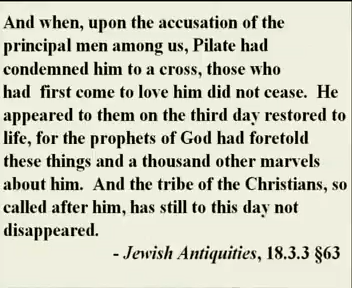 And when, upon the accusation of the
principal men among us, Pilate had
condemned him to a cross, those who
had first come to love him did not cease. He
appeared to them on the third day restored to
life, for the prophets of God had foretold
these things and a thousand other marvels
about him. And the tribe of the Christians, so
called after him, has still to this day not
disappeared.
- Jewish Antiquities, 18.3.3 §63